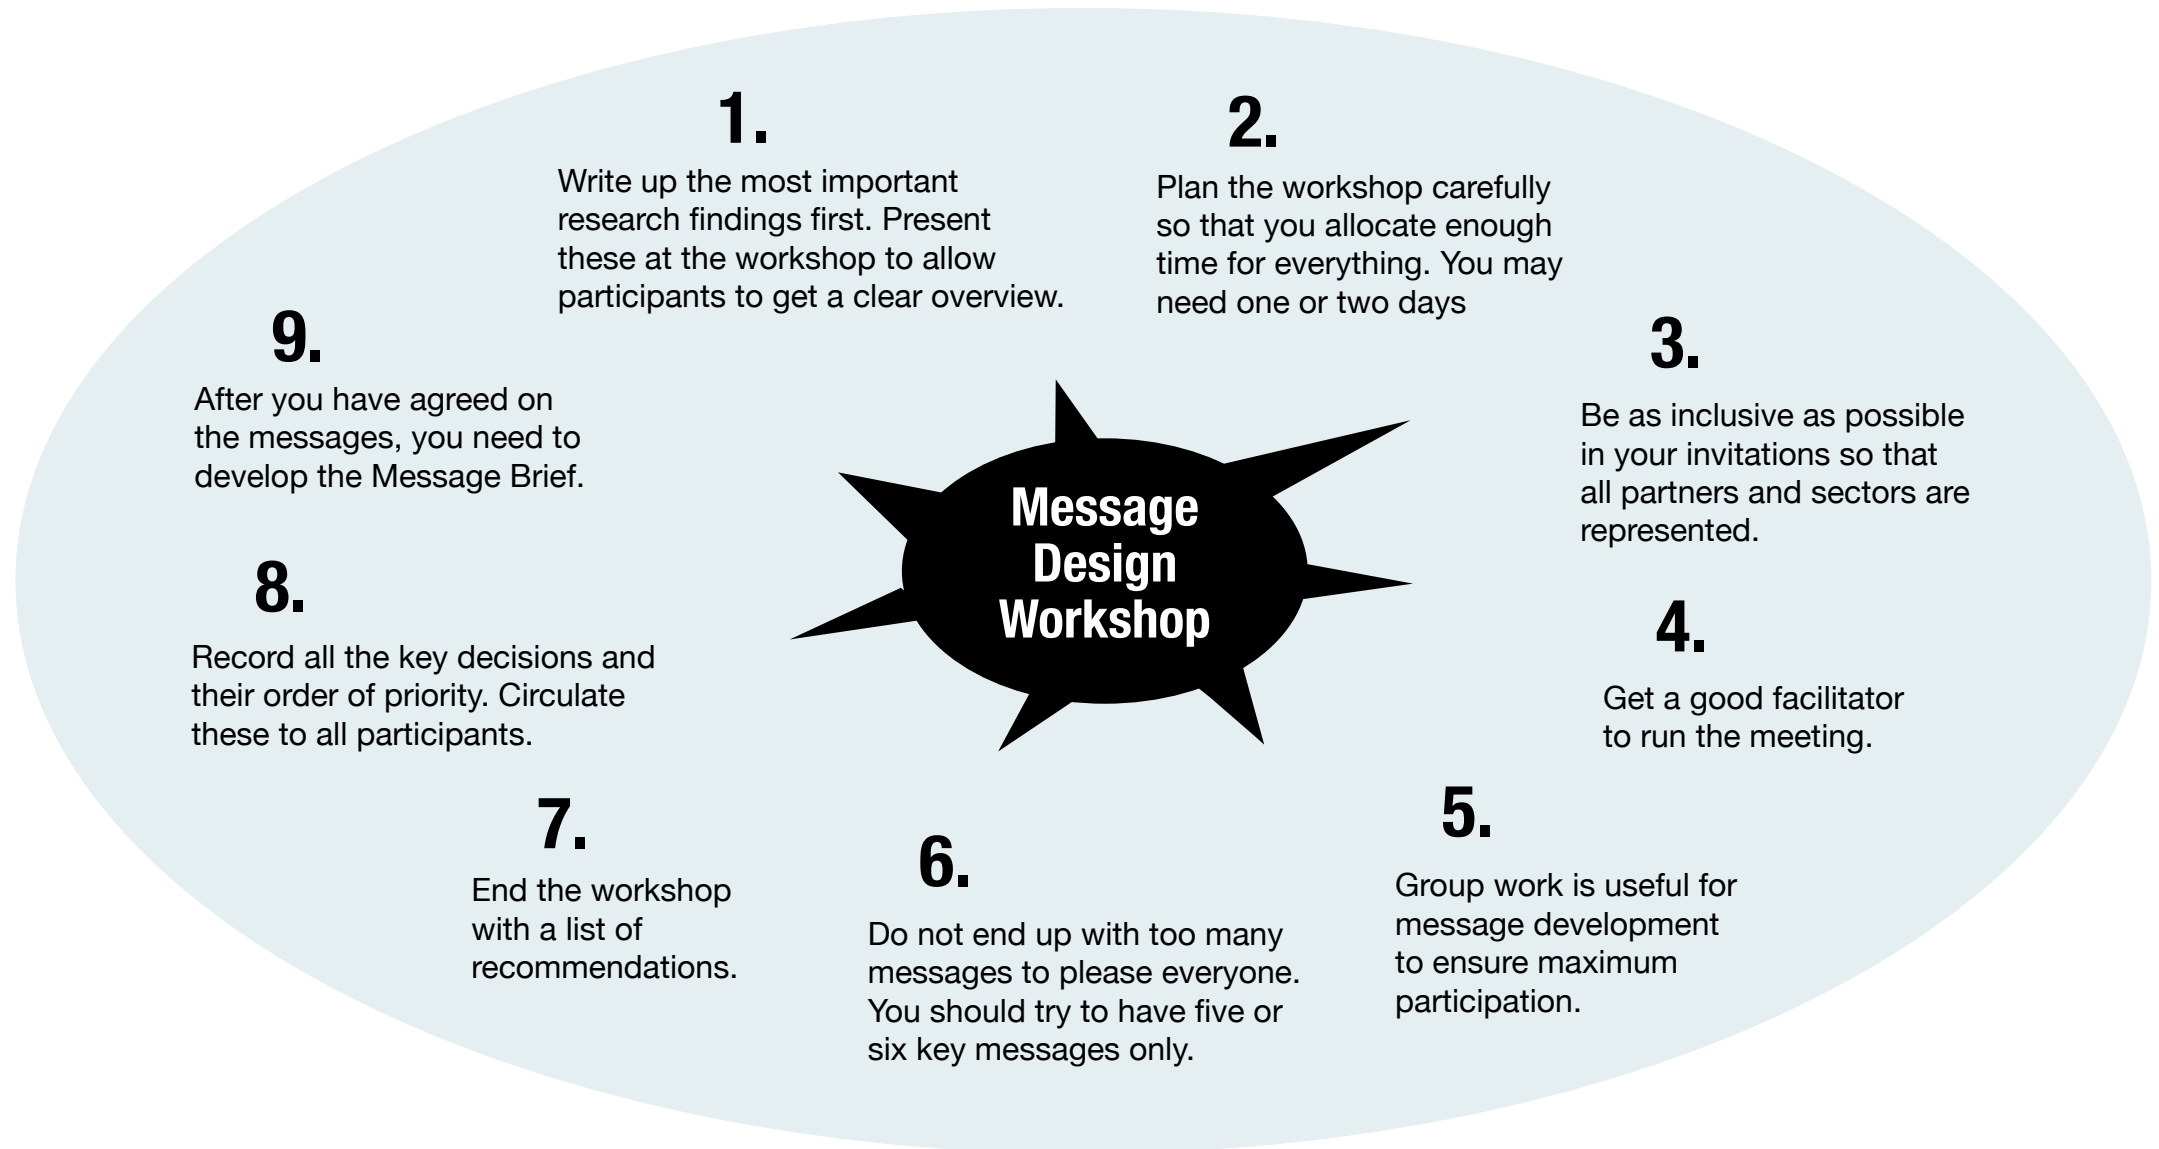 1.
Write up the most important
research findings first. Present
these at the workshop to allow
participants to get a clear overview.
2.
Plan the workshop carefully
so that you allocate enough
time for everything. You may
need one or two days
3.
Be as inclusive as possible
in your invitations so that
all partners and sectors are
represented.
4.
Get a good facilitator
to run the meeting.
5.
Group work is useful for
message development
to ensure maximum
participation.
6.
Do not end up with too many
messages to please everyone.
You should try to have five or
six key messages only.
7.
End the workshop
with a list of
recommendations.
8.
Record all the key decisions and
their order of priority. Circulate
these to all participants.
9.
After you have agreed on
the messages, you need to
develop the Message Brief.
Message
Design
Workshop